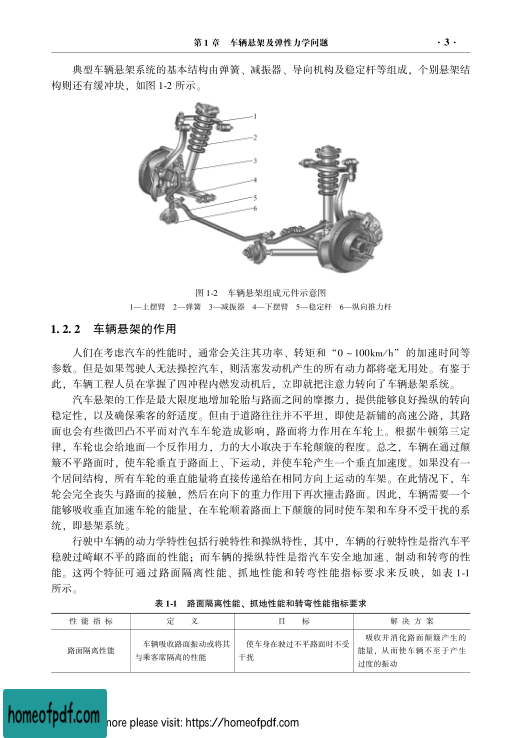 第 1 章 车辆悬架及弹性力学问题 · 3 ·
典型车辆悬架系统的基本结构由弹簧、减振器、导向机构及稳定杆等组成，个别悬架结
构则还有缓冲块，如图 1-2 所示。
1
2
3
4
5
6
图 1-2 车辆悬架组成元件示意图
1—上摆臂 2—弹簧 3—减振器 4—下摆臂 5—稳定杆 6—纵向推力杆
1. 2. 2 车辆悬架的作用
人们在考虑汽车的性能时，通常会关注其功率、转矩和“0 ~ 100km/h”的加速时间等
参数。但是如果驾驶人无法操控汽车，则活塞发动机产生的所有动力都将毫无用处。有鉴于
此，车辆工程人员在掌握了四冲程内燃发动机后，立即就把注意力转向了车辆悬架系统。
汽车悬架的工作是最大限度地增加轮胎与路面之间的摩擦力，提供能够良好操纵的转向
稳定性，以及确保乘客的舒适度。但由于道路往往并不平坦，即使是新铺的高速公路，其路
面也会有些微凹凸不平而对汽车车轮造成影响，路面将力作用在车轮上。根据牛顿第三定
律，车轮也会给地面一个反作用力，力的大小取决于车轮颠簸的程度。总之，车辆在通过颠
簸不平路面时，使车轮垂直于路面上、下运动，并使车轮产生一个垂直加速度。如果没有一
个居间结构，所有车轮的垂直能量将直接传递给在相同方向上运动的车架。在此情况下，车
轮会完全丧失与路面的接触，然后在向下的重力作用下再次撞击路面。因此，车辆需要一个
能够吸收垂直加速车轮的能量，在车轮顺着路面上下颠簸的同时使车架和车身不受干扰的系
统，即悬架系统。
行驶中车辆的动力学特性包括行驶特性和操纵特性，其中，车辆的行驶特性是指汽车平
稳驶过崎岖不平的路面的性能；而车辆的操纵特性是指汽车安全地加速、制动和转弯的性
能。这两个特征可通过路面隔离性能、抓地性能和转弯性能指标要求来反映，如表 1-1
所示。
表 1-1 路面隔离性能、抓地性能和转弯性能指标要求
性 能 指 标 定 义 目 标 解 决 方 案
路面隔离性能 车辆吸收路面振动或将其与乘客席隔离的性能 使车身在驶过不平路面时不受干扰 吸收并消化路面颠簸产生的能量，从而使车辆不至于产生过度的振动
homeofpdf.com
more please visit: https://homeofpdf.com